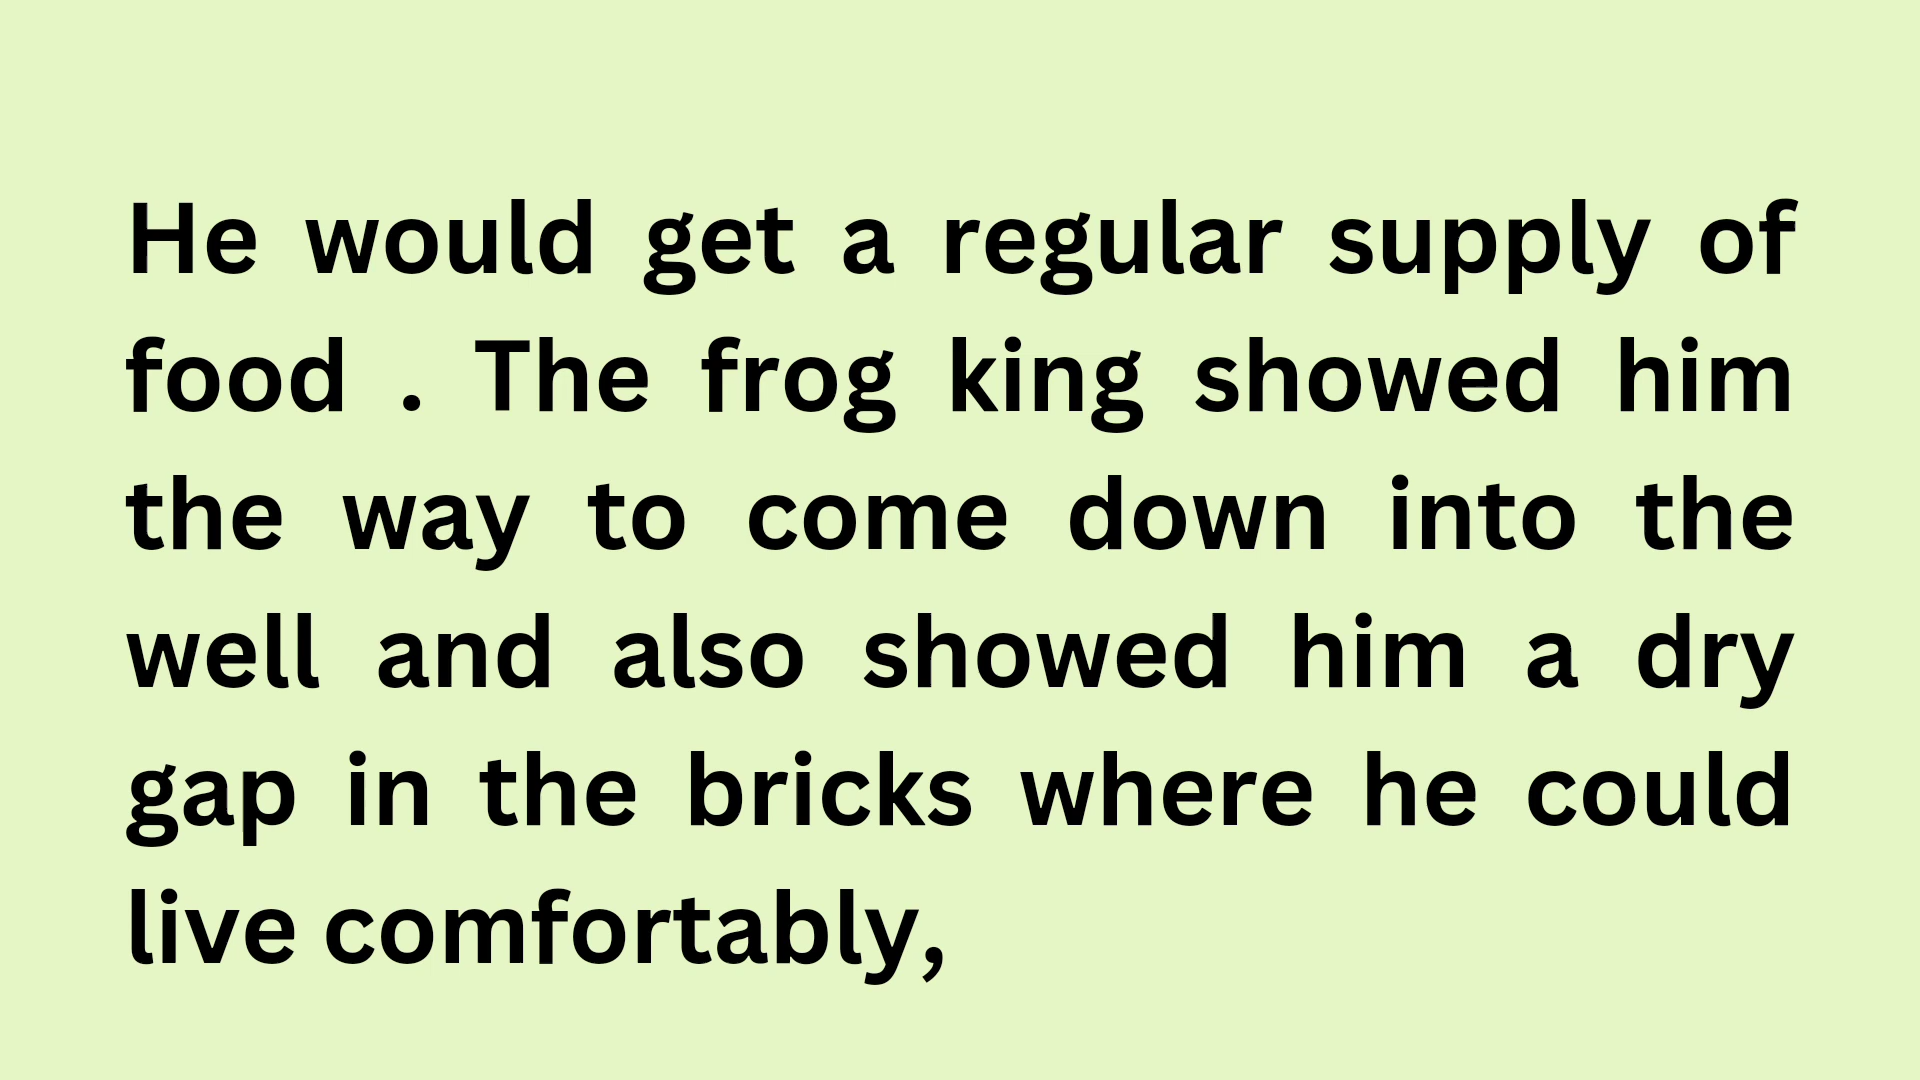 He would get a regular supply of
food . The frog king showed him
the way to come down into the
well and also showed him a dry
gap in the bricks where he could
live comfortably,